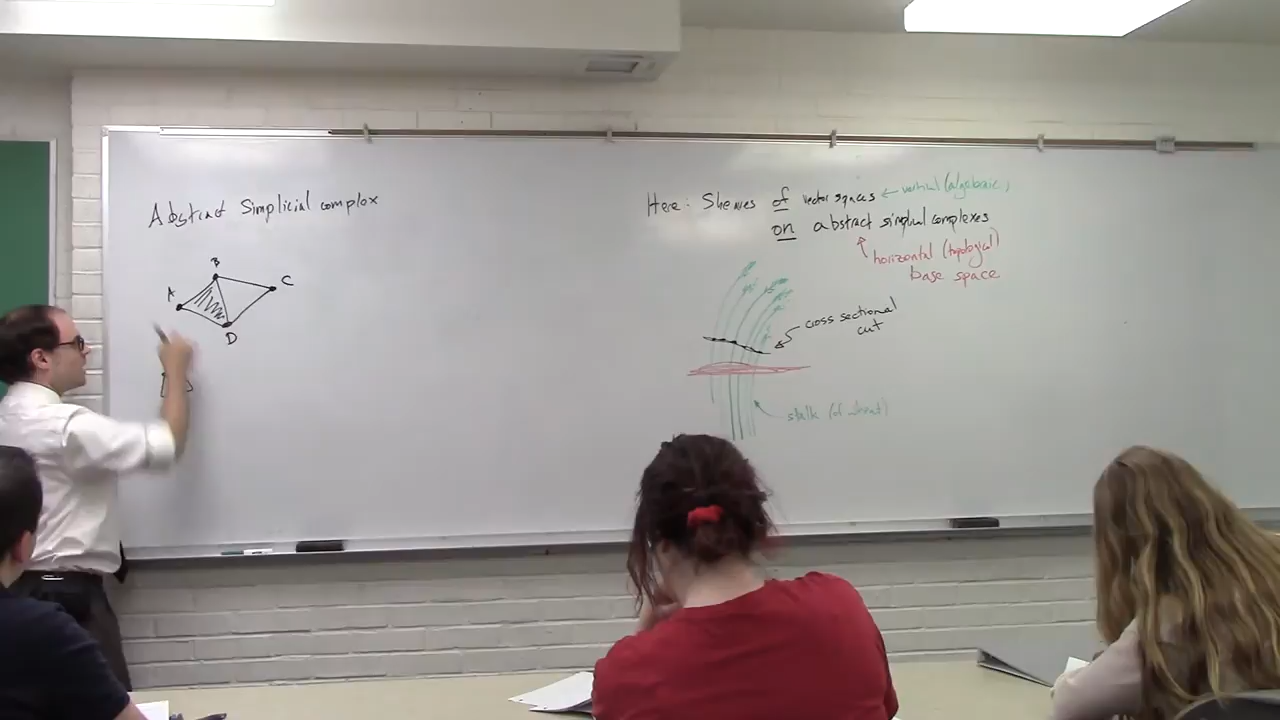 Abstract Simplicial complex
B
A
C
D
Here: Sheaves of vector spaces ← vertical (algebraic)
on abstract simplicial complexes
horizontal (topological)
base space
cross sectional
cut
stalk (of sheaf)